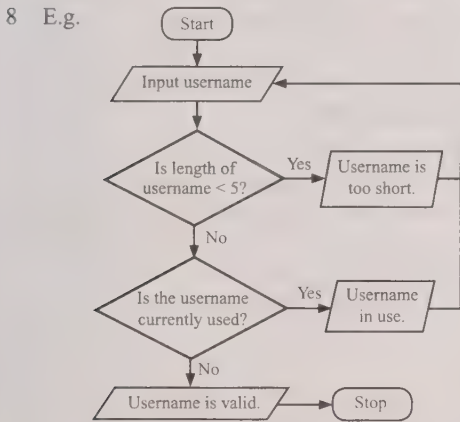 8 E.g.
Start
Input username
Is length of
username < 5?
Yes
Username is
too short.
No
Is the username
currently used?
Yes
Username
in use.
No
Username is valid.
Stop